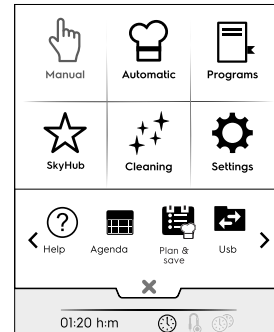 Manual Automatic Programs
SkyHub Cleaning Settings
Help Agenda Plan & save Usb
01:20 h:m